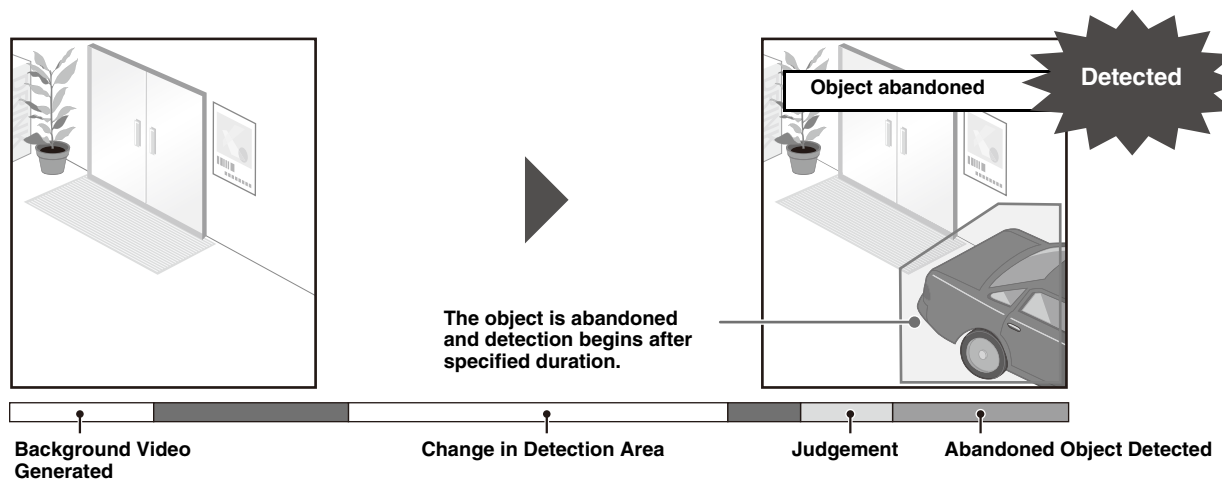 Object abandoned
Detected
The object is abandoned
and detection begins after
specified duration.
Background Video
Generated
Change in Detection Area
Judgement
Abandoned Object Detected